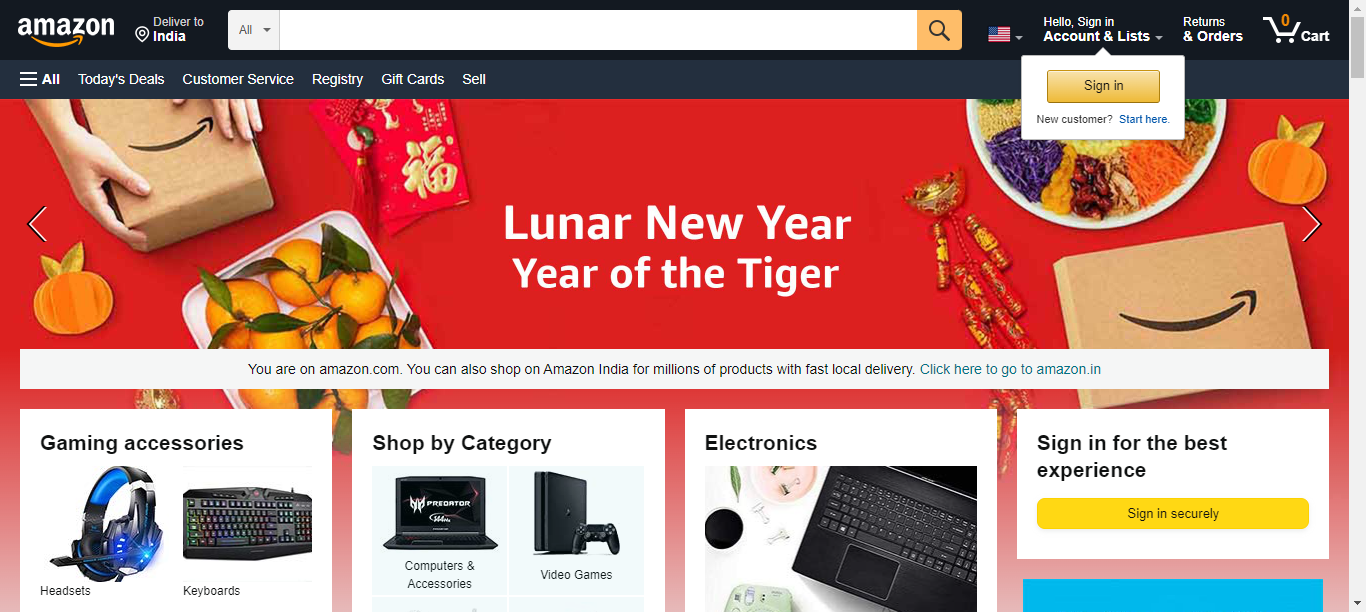 amazon
Deliver to
India
All
Hello, Sign in
Account & Lists
Returns
& Orders
0
Cart
All
Today's Deals
Customer Service
Registry
Gift Cards
Sell
Sign in
New customer? Start here.
福
Lunar New Year
Year of the Tiger
You are on amazon.com. You can also shop on Amazon India for millions of products with fast local delivery. Click here to go to amazon.in
Gaming accessories
Headsets
Keyboards
Shop by Category
PREDATOR
Computers &
Accessories
Video Games
Electronics
Sign in for the best
experience
Sign in securely